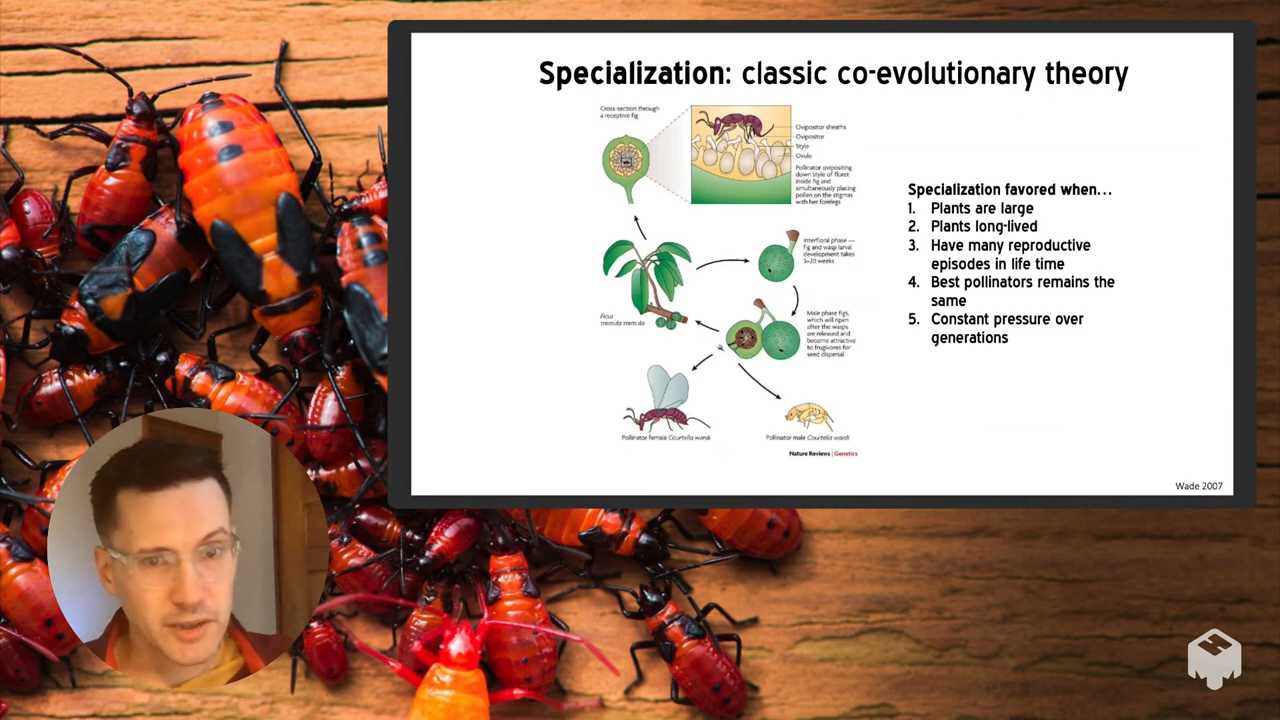 Specialization: classic co-evolutionary theory
Cross-section through
a receptive fig
Ovipositor sheaths
Ovipositor
Style
Ovule
Pollinator ovipositing
down style of floret
inside fig and
simultaneously placing
pollen on the stigmas
with her forelegs
Interfloral phase —
fig and wasp larval
development takes
3–20 weeks
Ficus
tremula tremula
Male phase figs,
which will ripen
after the wasps
are released and
become attractive
to frugivores for
seed dispersal
Pollinator female Courtella wardi
Pollinator male Courtella wardi
Nature Reviews | Genetics
Specialization favored when...
1. Plants are large
2. Plants long-lived
3. Have many reproductive
episodes in life time
4. Best pollinators remains the
same
5. Constant pressure over
generations
Wade 2007